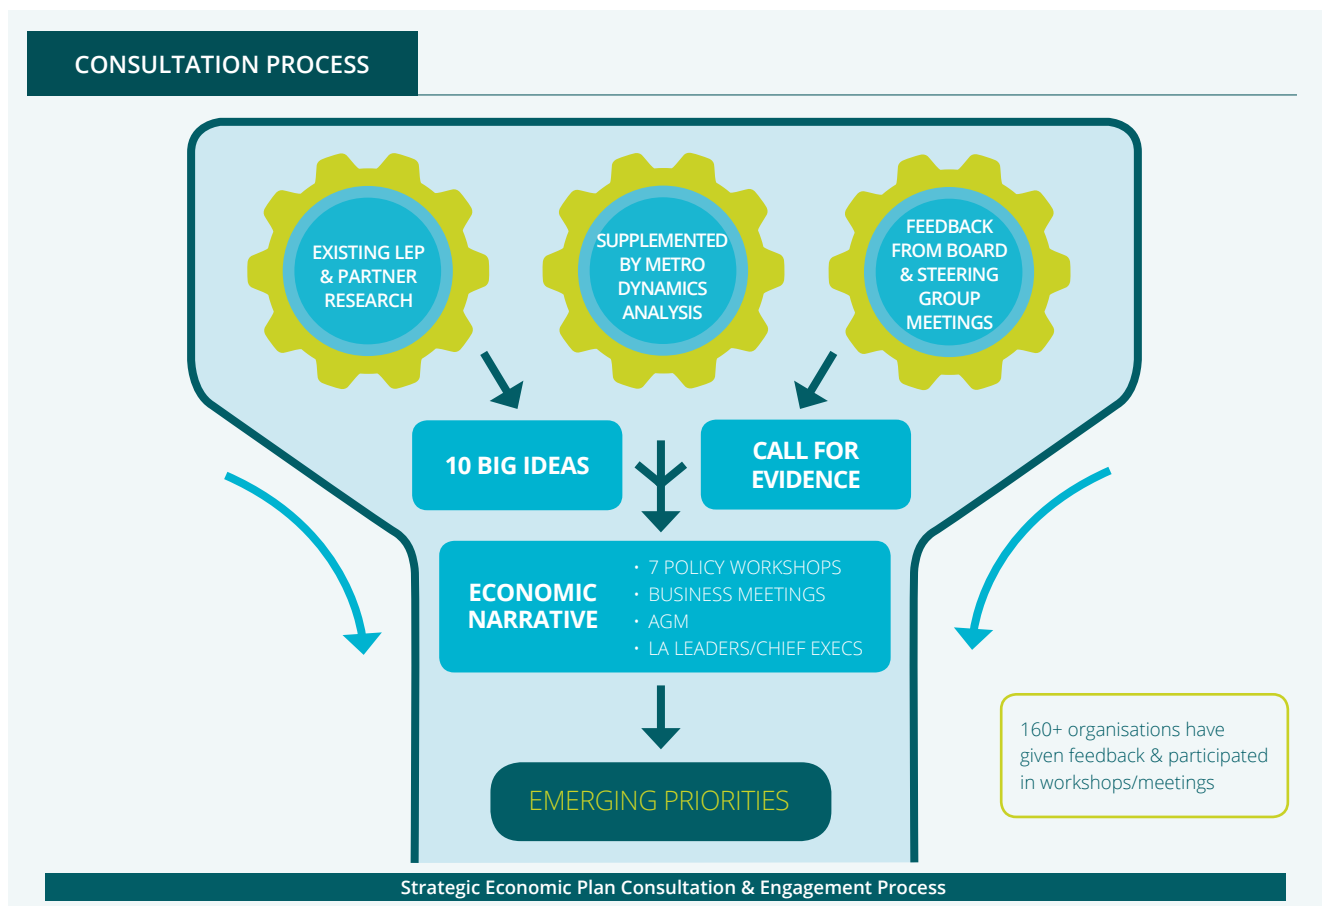 CONSULTATION PROCESS
EXISTING LEP
& PARTNER
RESEARCH
SUPPLEMENTED
BY METRO
DYNAMICS
ANALYSIS
FEEDBACK
FROM BOARD
& STEERING
GROUP
MEETINGS
10 BIG IDEAS
CALL FOR
EVIDENCE
ECONOMIC
NARRATIVE
• 7 POLICY WORKSHOPS
• BUSINESS MEETINGS
• AGM
• LA LEADERS/CHIEF EXECS
EMERGING PRIORITIES
160+ organisations have
given feedback & participated
in workshops/meetings
Strategic Economic Plan Consultation & Engagement Process